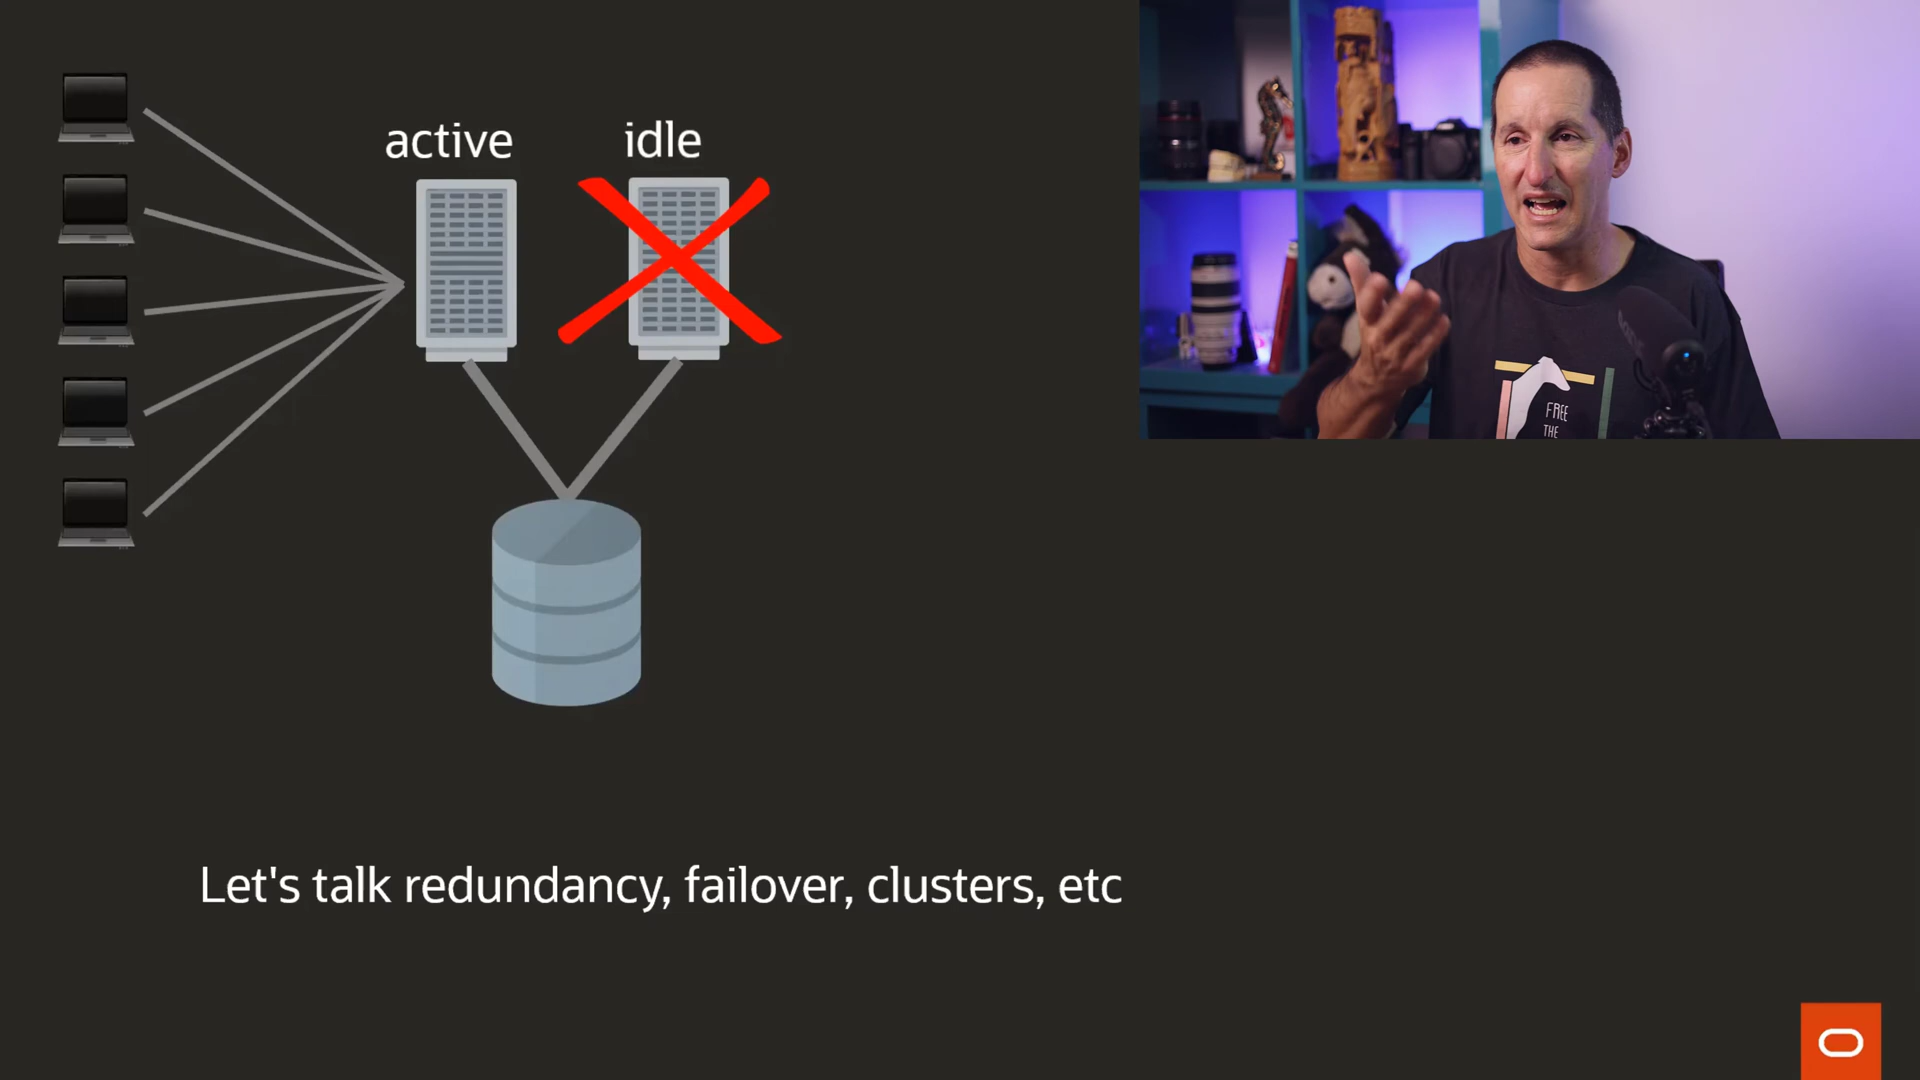 active
idle
FREE
THE
Let's talk redundancy, failover, clusters, etc